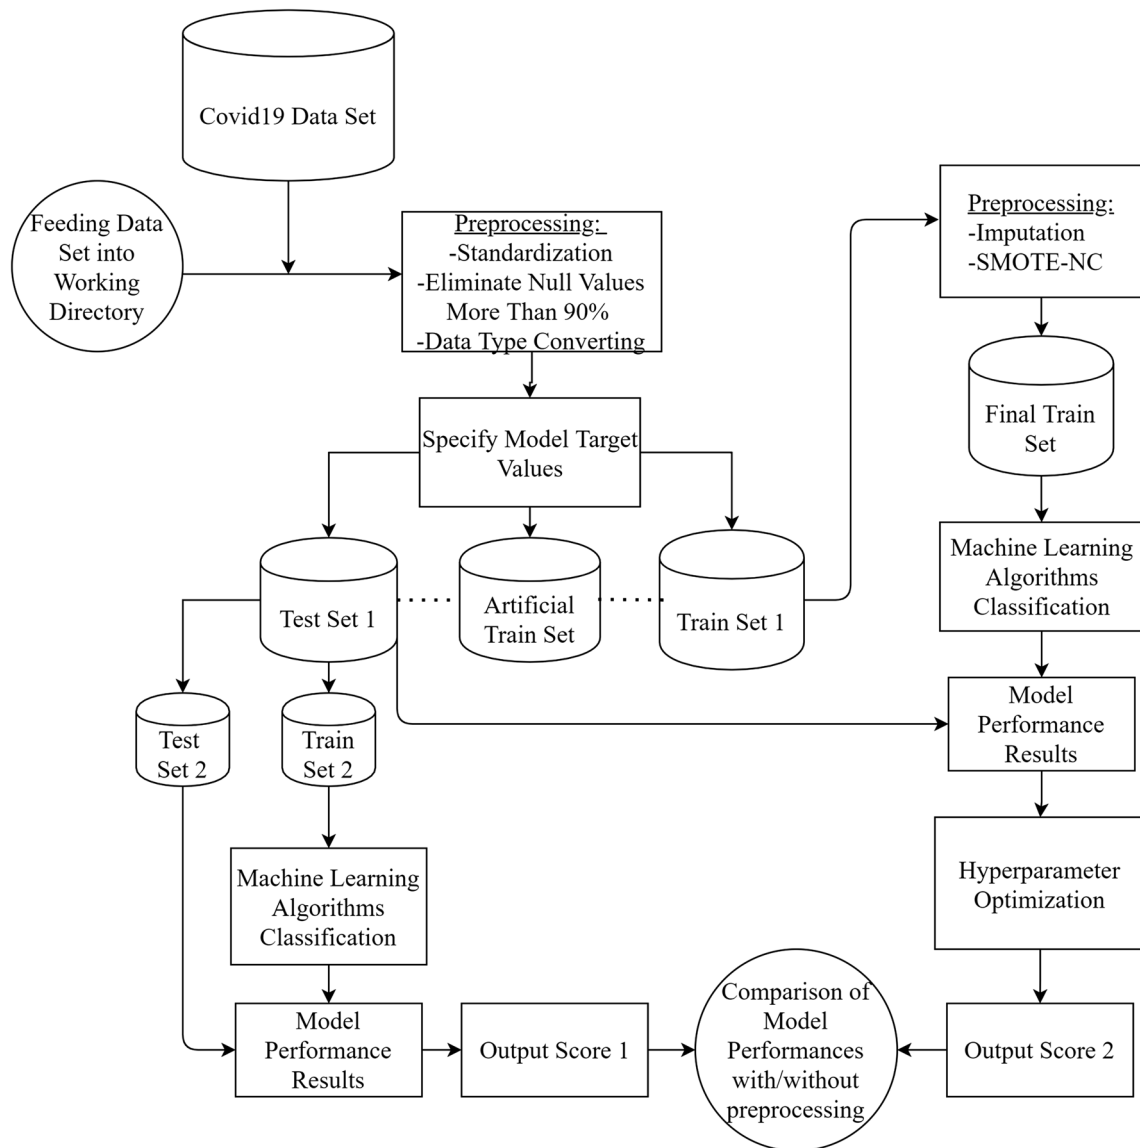 Covid19 Data Set
Feeding Data
Set into
Working
Directory
Preprocessing:
-Standardization
-Eliminate Null Values
More Than 90%
-Data Type Converting
Preprocessing:
-Imputation
-SMOTE-NC
Specify Model Target
Values
Final Train
Set
Test Set 1
Artificial
Train Set
Train Set 1
Machine Learning
Algorithms
Classification
Test
Set 2
Train
Set 2
Model
Performance
Results
Machine Learning
Algorithms
Classification
Hyperparameter
Optimization
Model
Performance
Results
Output Score 1
Comparison of
Model
Performances
with/without
preprocessing
Output Score 2